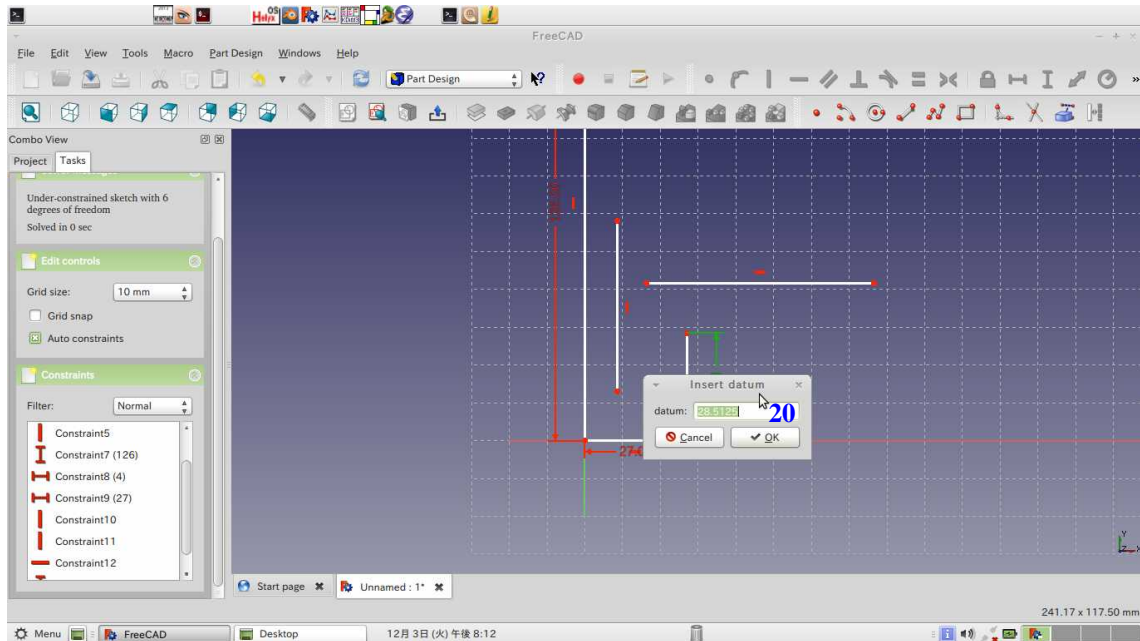 FreeCAD
File Edit View Tools Macro Part Design Windows Help
Part Design
Combo View
Project Tasks
Under-constrained sketch with 6
degrees of freedom
Solved in 0 sec
Edit controls
Grid size: 10 mm
Grid snap
Auto constraints
Constraints
Filter: Normal
Constraint5
Constraint7 (126)
Constraint8 (4)
Constraint9 (27)
Constraint10
Constraint11
Constraint12
Insert datum
datum: 28.5125 20
Cancel OK
Y
Z X
Start page Unnamed : 1*
241.17 x 117.50 mm
Menu FreeCAD Desktop 12月 3日 (火) 午後 8:12